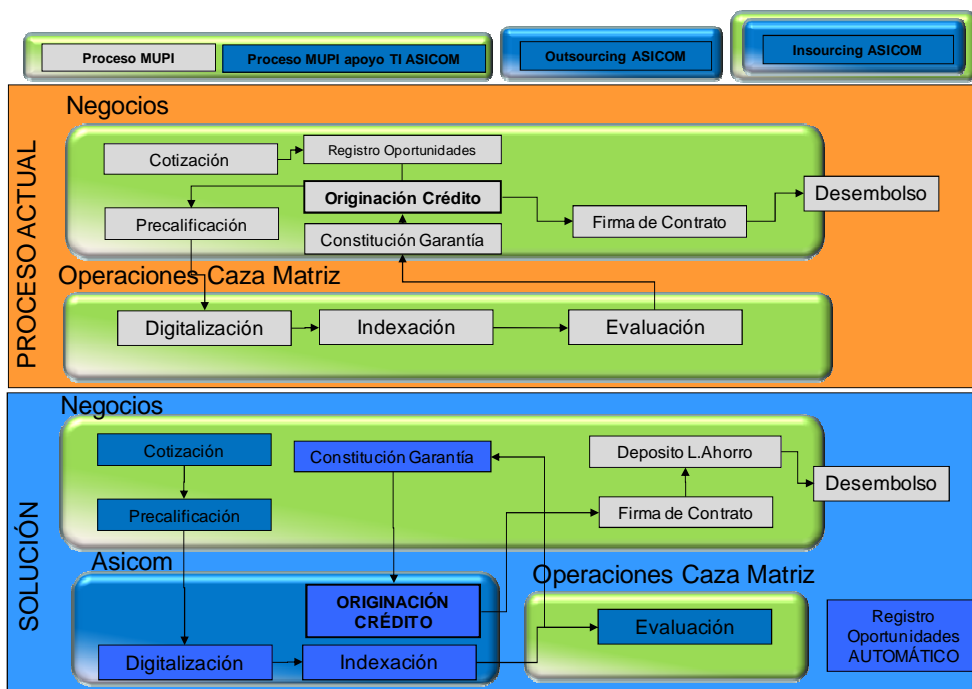 Proceso MUPI
Proceso MUPI apoyo TI ASICOM
Outsourcing ASICOM
Insourcing ASICOM
PROCESO ACTUAL
Negocios
Cotización
Registro Oportunidades
Originación Crédito
Precalificación
Constitución Garantía
Firma de Contrato
Desembolso
Operaciones Caza Matriz
Digitalización
Indexación
Evaluación
SOLUCIÓN
Negocios
Cotización
Constitución Garantía
Deposito L.Ahorro
Desembolso
Precalificación
Firma de Contrato
Asicom
Operaciones Caza Matriz
ORIGINACIÓN
CRÉDITO
Evaluación
Digitalización
Indexación
Registro
Oportunidades
AUTOMÁTICO